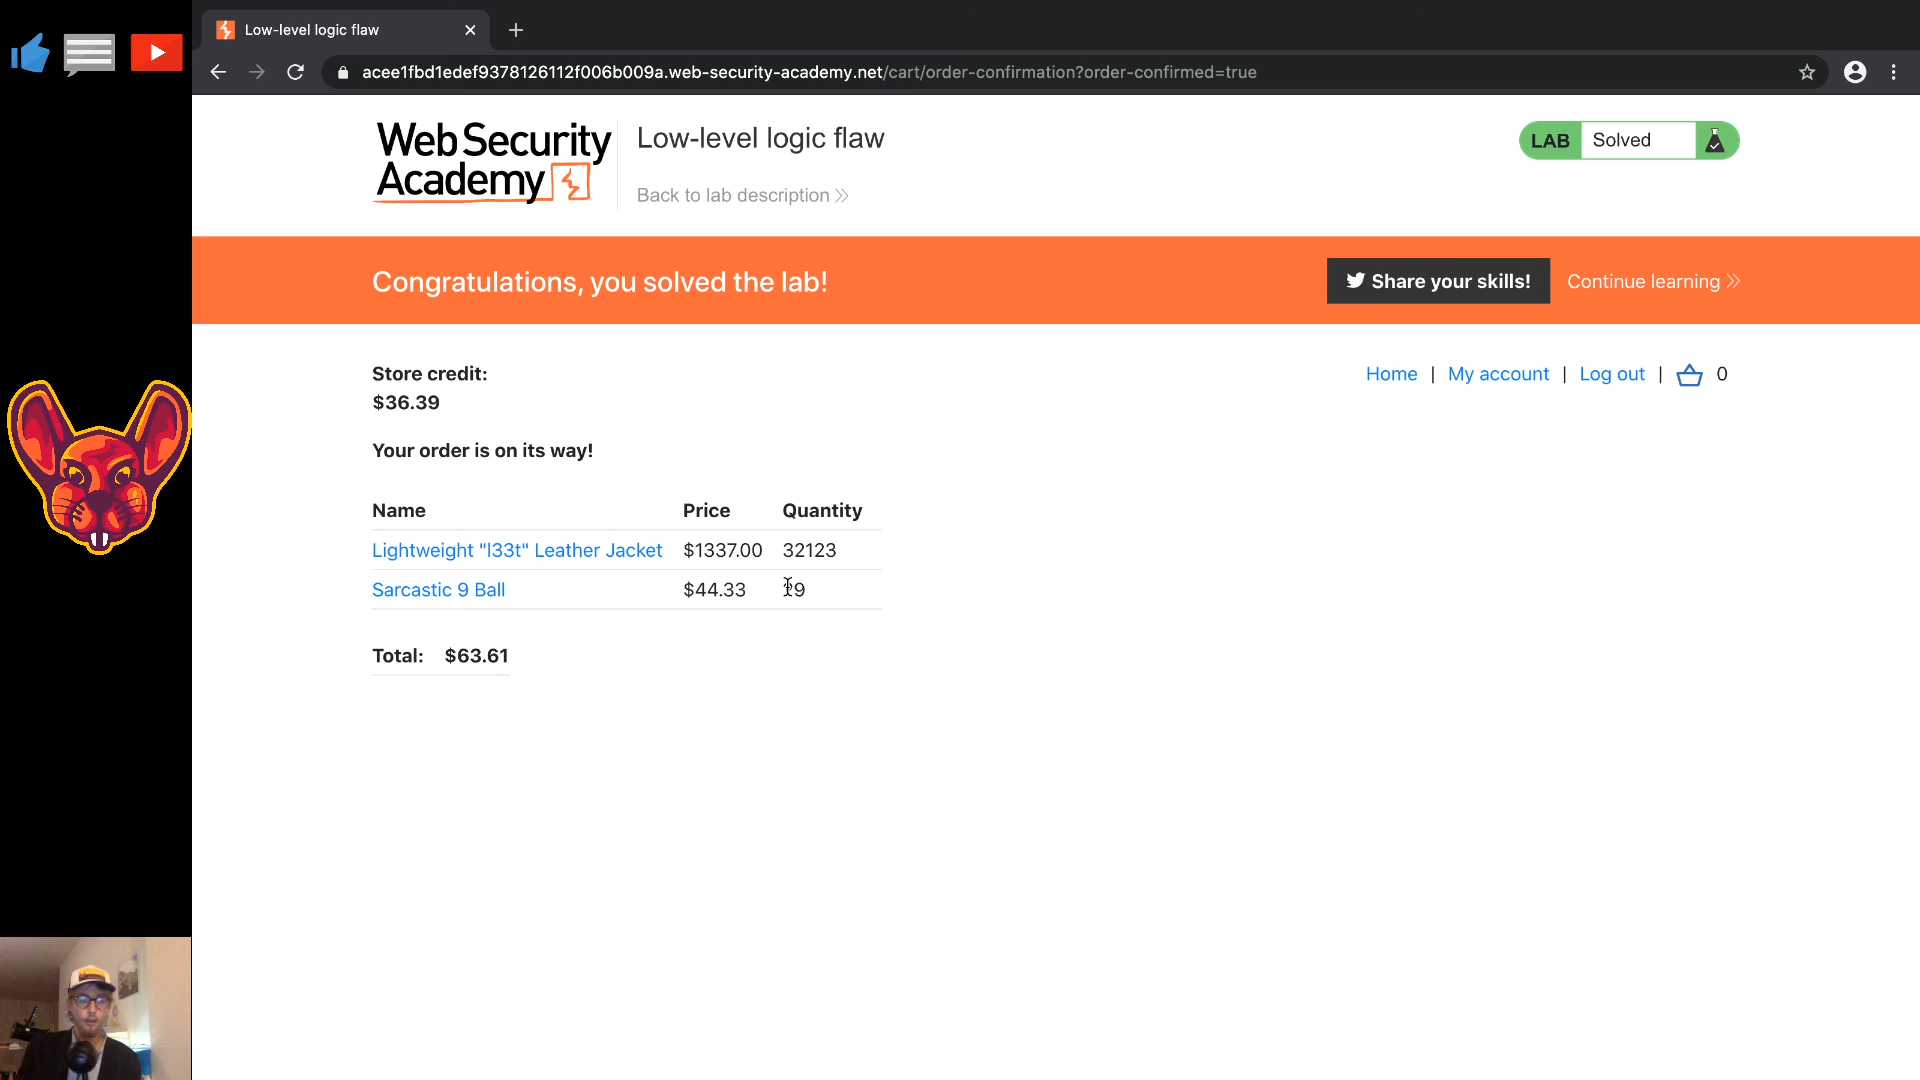 Low-level logic flaw
acee1fbd1edef9378126112f006b009a.web-security-academy.net/cart/order-confirmation?order-confirmed=true
Web Security
Academy
Low-level logic flaw
Back to lab description
LAB Solved
Congratulations, you solved the lab!
Share your skills!
Continue learning
Store credit:
$36.39
Home | My account | Log out | 0
Your order is on its way!
Name Price Quantity
Lightweight "l33t" Leather Jacket $1337.00 32123
Sarcastic 9 Ball $44.33 29
Total: $63.61